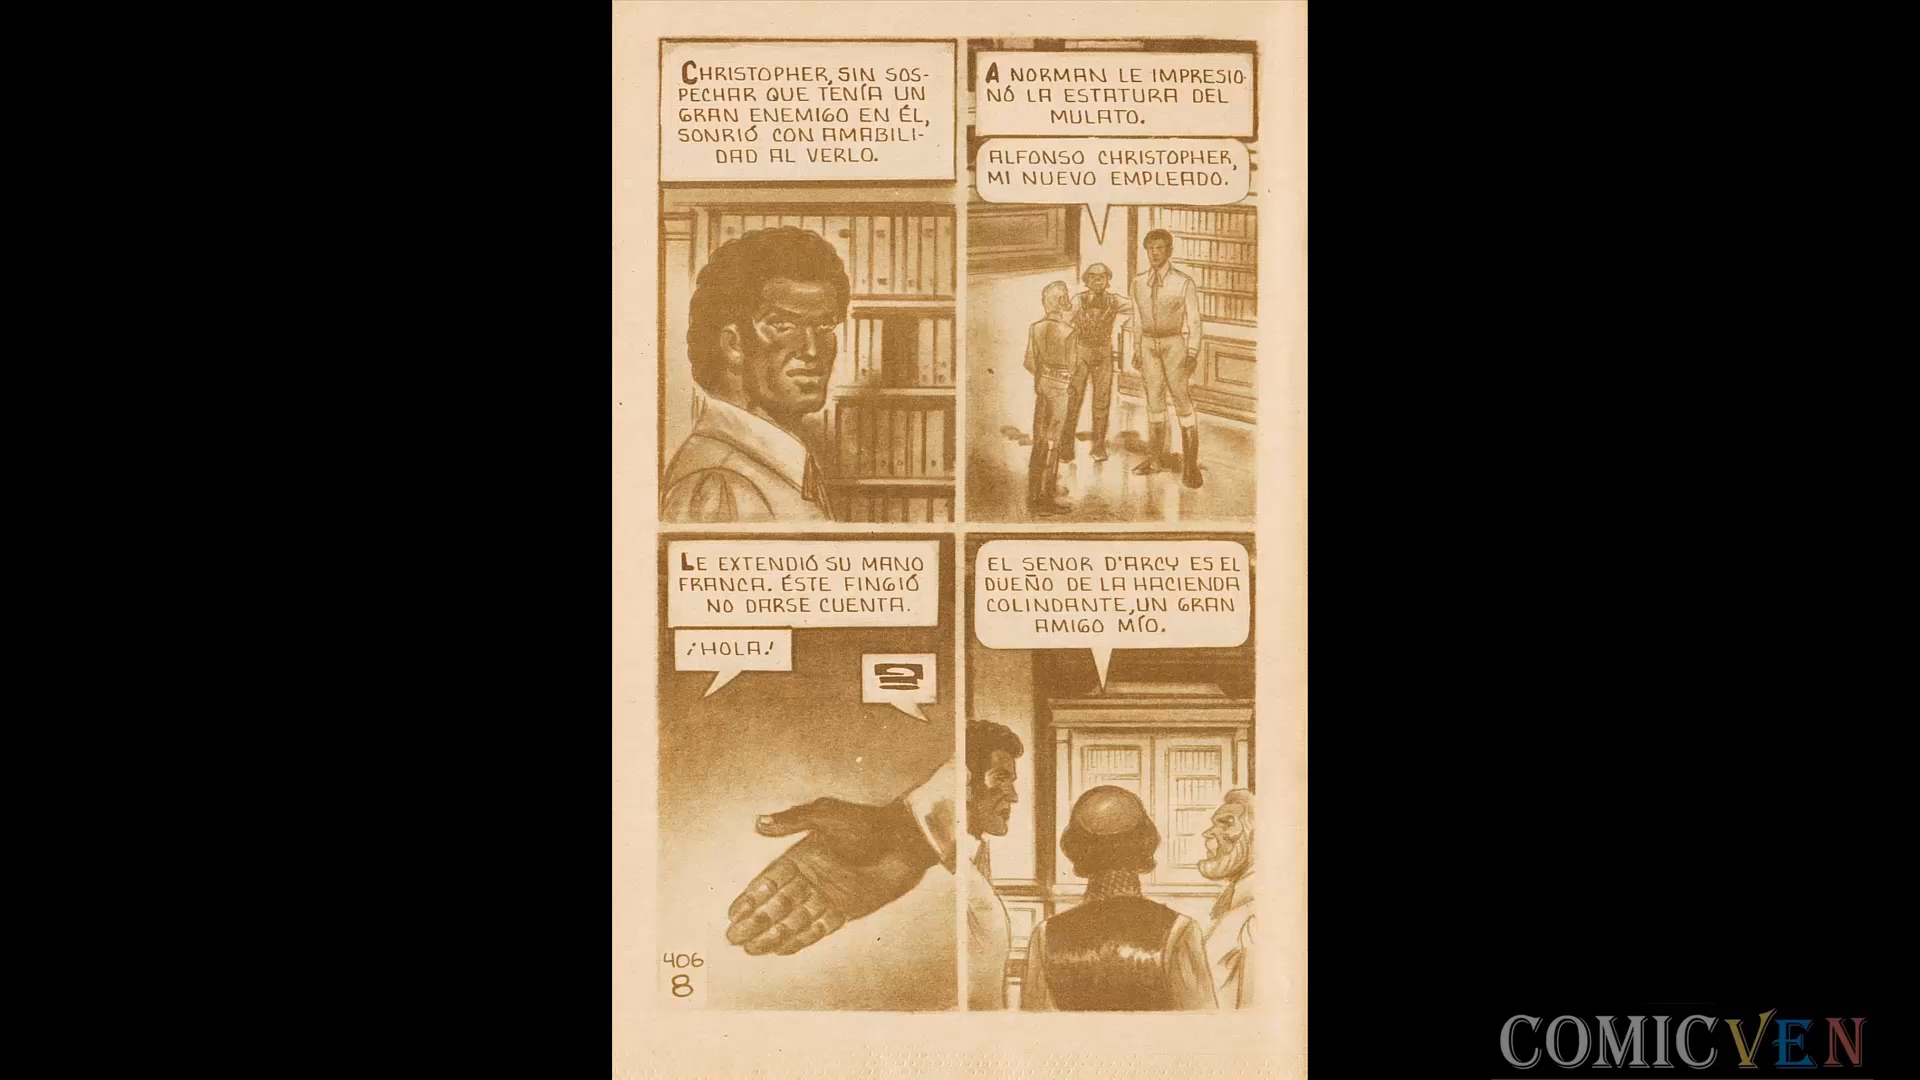 CHRISTOPHER, SIN SOS-
PECHAR QUE TENÍA UN
GRAN ENEMIGO EN ÉL,
SONRIÓ CON AMABILI-
DAD AL VERLO.
A NORMAN LE IMPRESIO-
NÓ LA ESTATURA DEL
MULATO.
ALFONSO CHRISTOPHER,
MI NUEVO EMPLEADO.
LE EXTENDIÓ SU MANO
FRANCA. ÉSTE FINGIÓ
NO DARSE CUENTA.
¡HOLA!
EL SENOR D'ARCY ES EL
DUEÑO DE LA HACIENDA
COLINDANTE, UN GRAN
AMIGO MÍO.
406
8
COMICVEN